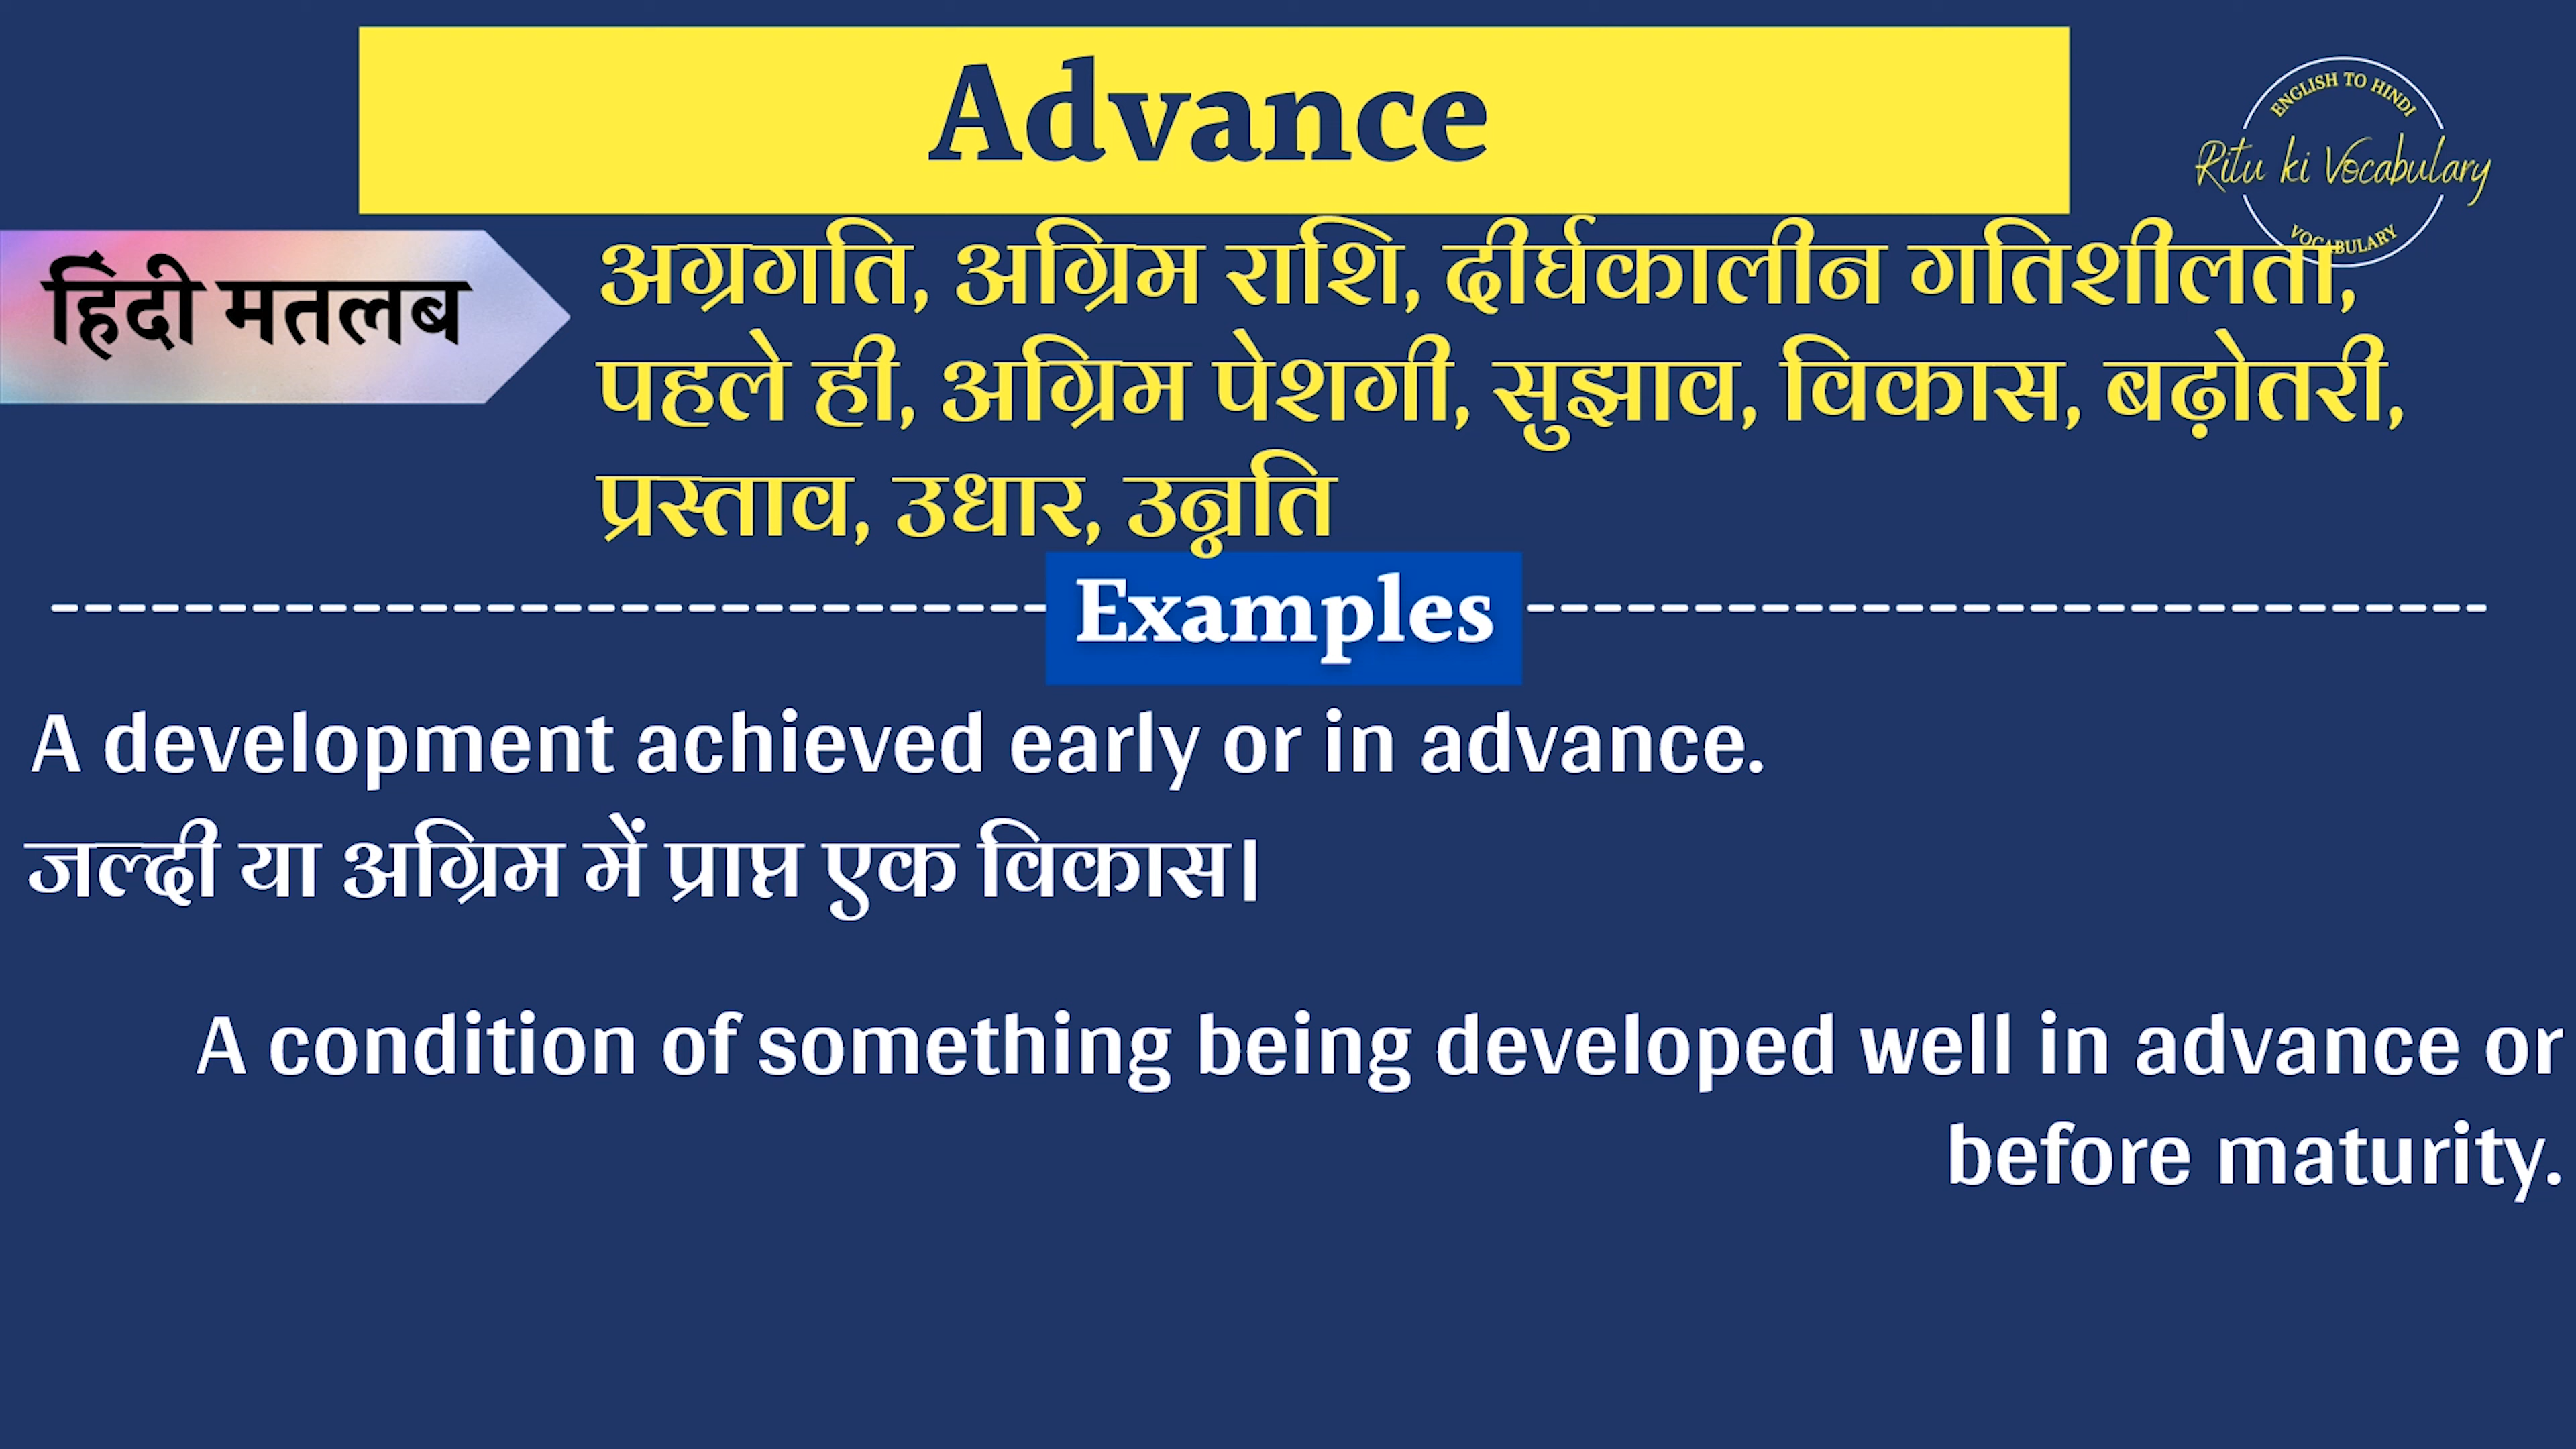 Advance
ENGLISH TO HINDI
Ritu ki Vocabulary
VOCABULARY
हिंदी मतलब
अग्रगति, अग्रिम राशि, दीर्घकालीन गतिशीलता,
पहले ही, अग्रिम पेशगी, सुझाव, विकास, बढ़ोतरी,
प्रस्ताव, उधार, उन्नति
Examples
A development achieved early or in advance.
जल्दी या अग्रिम में प्राप्त एक विकास।
A condition of something being developed well in advance or
before maturity.